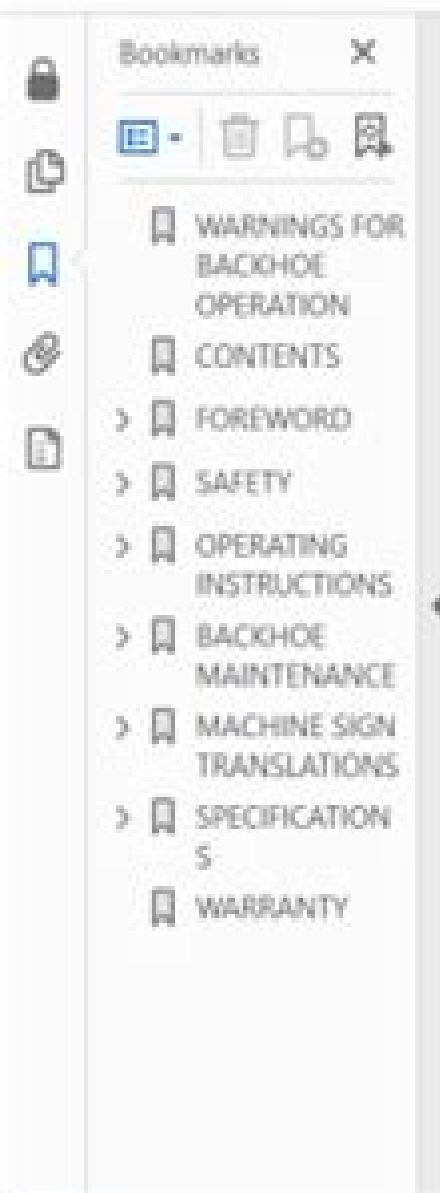 Bookmarks
WARNINGS FOR
BACKHOE
OPERATION
CONTENTS
FOREWORD
SAFETY
OPERATING
INSTRUCTIONS
BACKHOE
MAINTENANCE
MACHINE SIGN
TRANSLATIONS
SPECIFICATION
S
WARRANTY